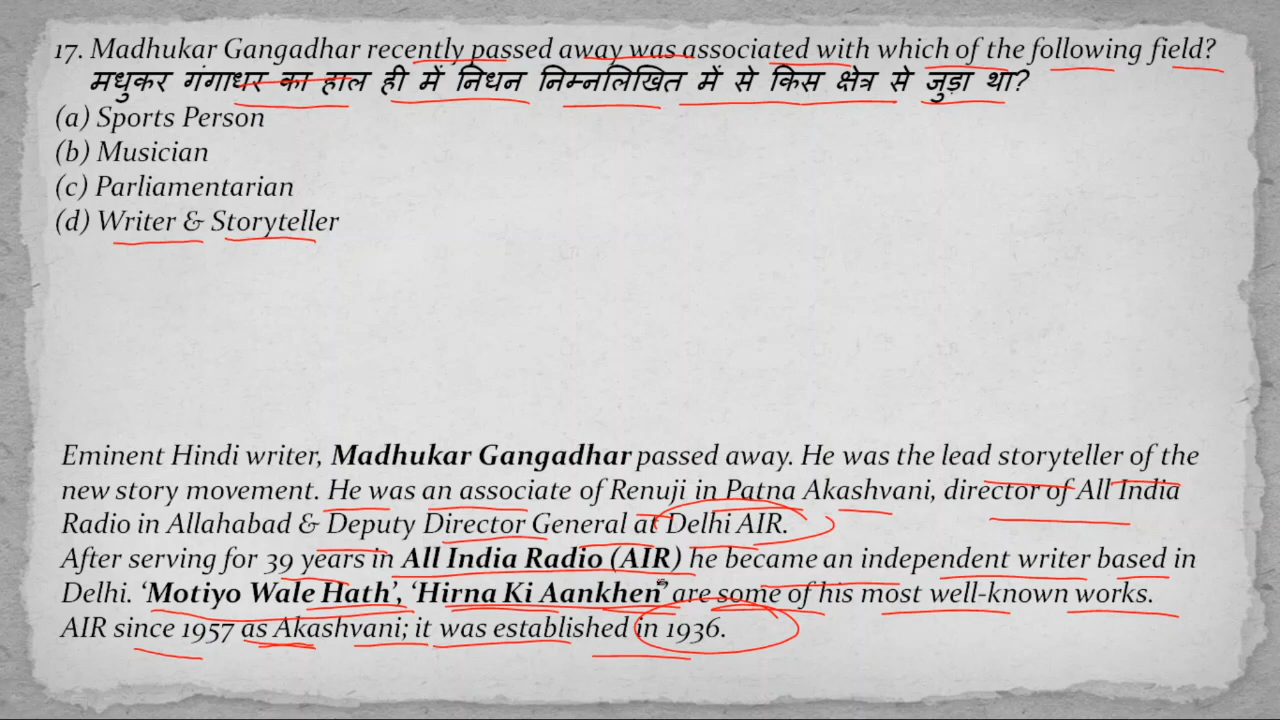 17. Madhukar Gangadhar recently passed away was associated with which of the following field?
मधुकर गंगाधर का हाल ही में निधन निम्नलिखित में से किस क्षेत्र से जुड़ा था?
(a) Sports Person
(b) Musician
(c) Parliamentarian
(d) Writer & Storyteller
Eminent Hindi writer, Madhukar Gangadhar passed away. He was the lead storyteller of the
new story movement. He was an associate of Renuji in Patna Akashvani, director of All India
Radio in Allahabad & Deputy Director General at Delhi AIR.
After serving for 39 years in All India Radio (AIR) he became an independent writer based in
Delhi. ‘Motiyo Wale Hath’, ‘Hirna Ki Aankhen’ are some of his most well-known works.
AIR since 1957 as Akashvani; it was established in 1936.